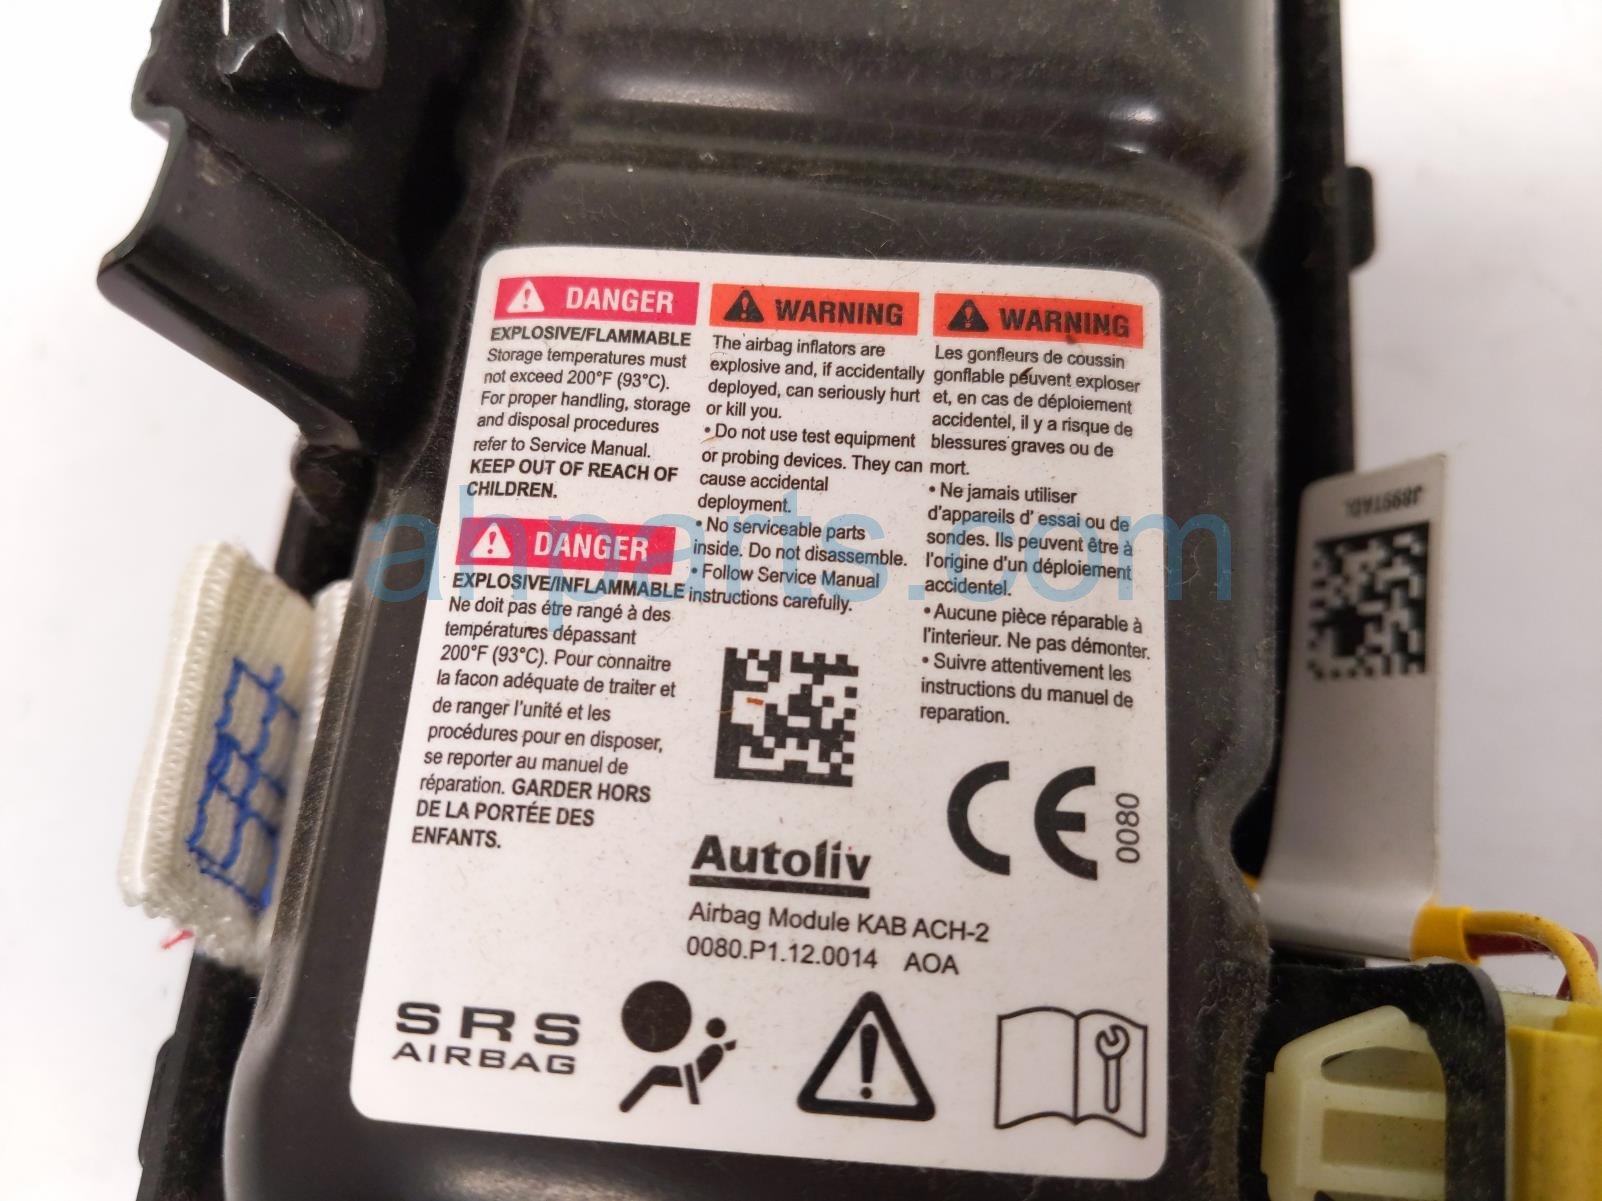 DANGER
EXPLOSIVE/FLAMMABLE
Storage temperatures must
not exceed 200°F (93°C).
For proper handling, storage
and disposal procedures
refer to Service Manual.
KEEP OUT OF REACH OF
CHILDREN.
DANGER
EXPLOSIVE/INFLAMMABLE
Ne doit pas étre rangé à des
températures dépassant
200°F (93°C). Pour connaitre
la facon adéquate de traiter et
de ranger l'unité et les
procédures pour en disposer,
se reporter au manuel de
réparation. GARDER HORS
DE LA PORTÉE DES
ENFANTS.
WARNING
The airbag inflators are
explosive and, if accidentally
deployed, can seriously hurt
or kill you.
• Do not use test equipment
or probing devices. They can
cause accidental
deployment.
• No serviceable parts
inside. Do not disassemble.
• Follow Service Manual
instructions carefully.
WARNING
Les gonfleurs de coussin
gonflable peuvent exploser
et, en cas de déploiement
accidentel, il y a risque de
blessures graves ou de
mort.
• Ne jamais utiliser
d'appareils d' essai ou de
sondes. Ils peuvent être à
l'origine d'un déploiement
accidentel.
• Aucune pièce réparable à
l'interieur. Ne pas démonter.
• Suivre attentivement les
instructions du manuel de
reparation.
CE
0080
Autoliv
Airbag Module KAB ACH-2
0080.P1.12.0014 AOA
SRS
AIRBAG
J899TAD.
ahparts.com